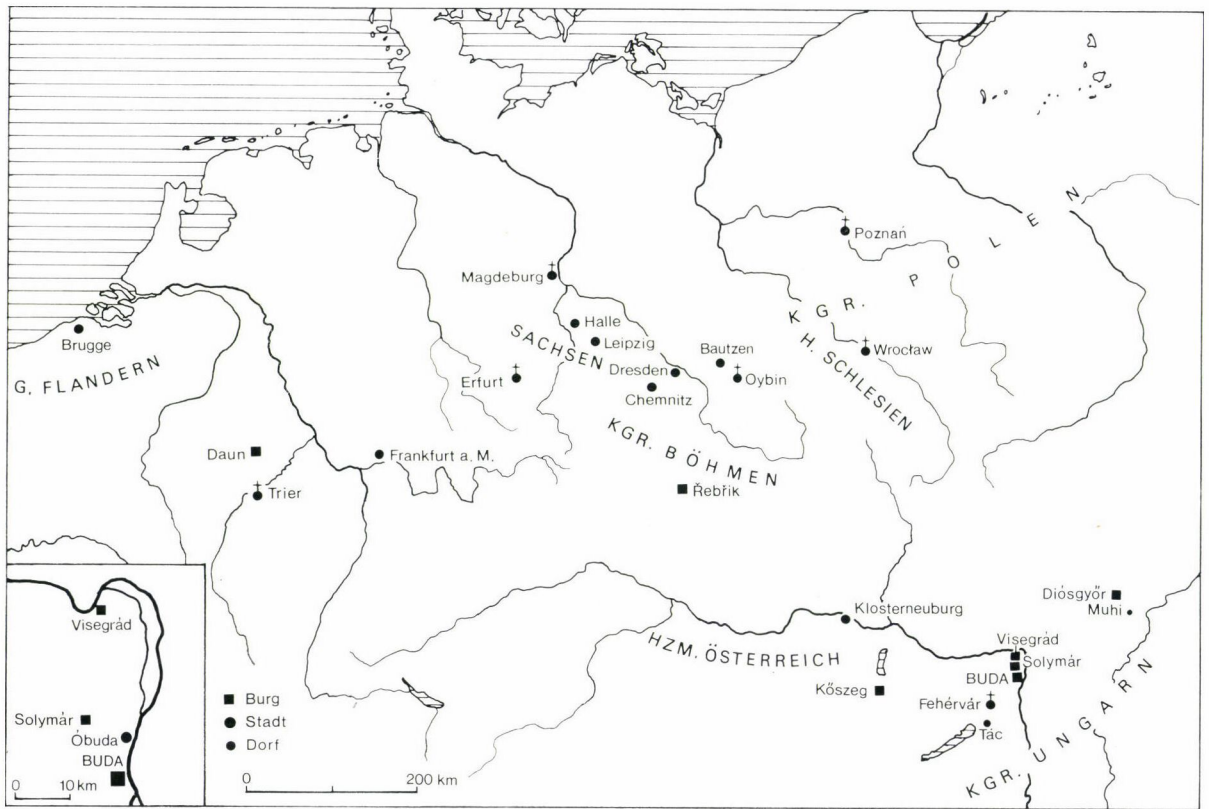 Poznań
KGR. POLEN
Magdeburg
Halle
Leipzig
SACHSEN
Brugge
G. FLANDERN
Wrocław
H. SCHLESIEN
Bautzen
Oybin
Dresden
Chemnitz
Erfurt
KGR. BÖHMEN
Řebřik
Daun
Frankfurt a. M.
Trier
Diósgyőr
Muhi
Klosterneuburg
HZM. ÖSTERREICH
Visegrád
Solymár
BUDA
Kőszeg
Fehérvár
Tác
KGR. UNGARN
Visegrád
Solymár
Óbuda
BUDA
0 10 km
Burg
Stadt
Dorf
0 200 km